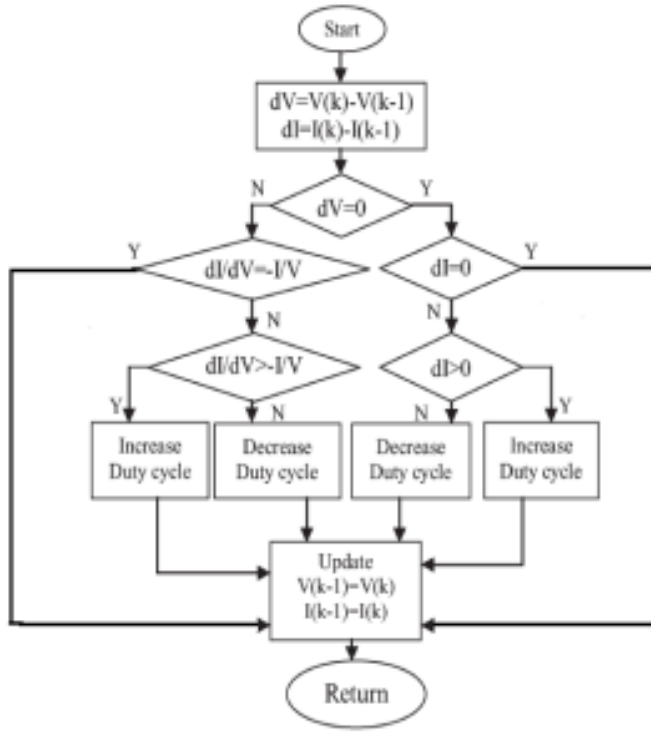 Start
dV=V(k)-V(k-1)
dI=I(k)-I(k-1)
N
Y
dV=0
Y
dI/dV=-I/V
dI=0
Y
N
N
dI/dV>-I/V
dI>0
Y
N
N
Y
Increase
Duty cycle
Decrease
Duty cycle
Decrease
Duty cycle
Increase
Duty cycle
Update
V(k-1)=V(k)
I(k-1)=I(k)
Return